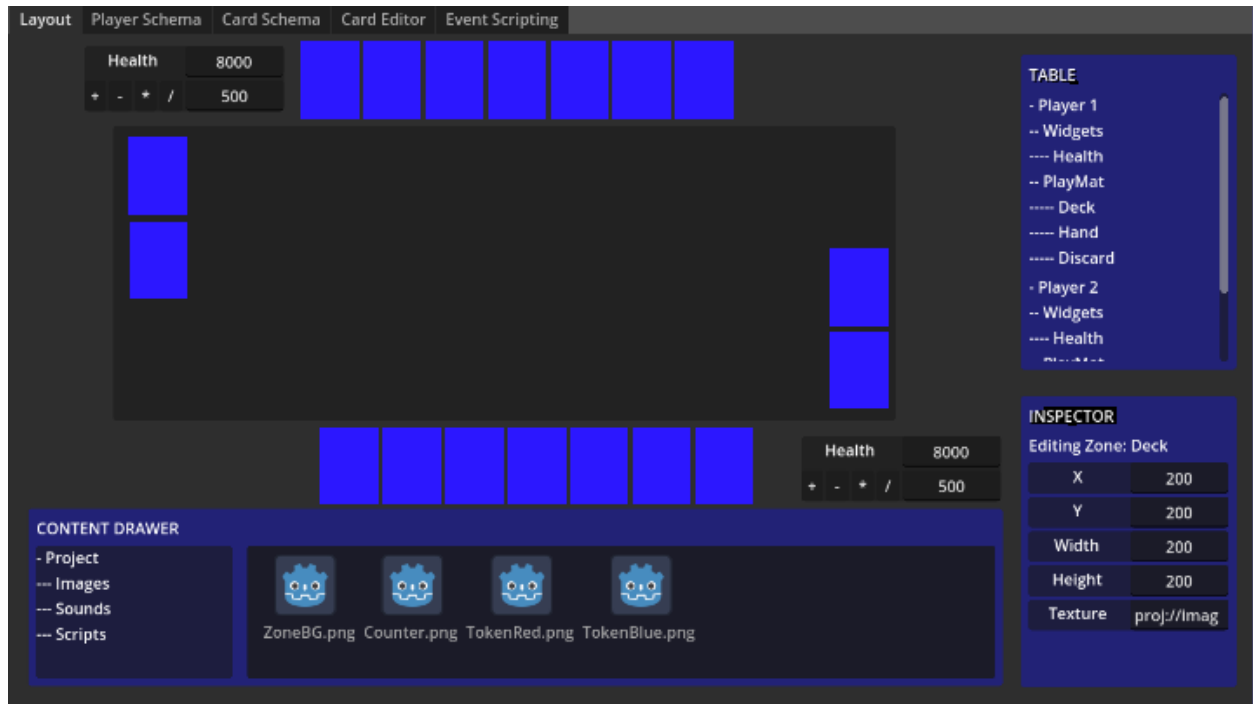 Layout Player Schema Card Schema Card Editor Event Scripting
Health 8000
+ - * / 500
TABLE
- Player 1
-- Widgets
---- Health
-- PlayMat
----- Deck
----- Hand
----- Discard
- Player 2
-- Widgets
---- Health
Health 8000
+ - * / 500
INSPECTOR
Editing Zone: Deck
X 200
Y 200
Width 200
Height 200
Texture proj://Imag
CONTENT DRAWER
- Project
--- Images
--- Sounds
--- Scripts
ZoneBG.png Counter.png TokenRed.png TokenBlue.png